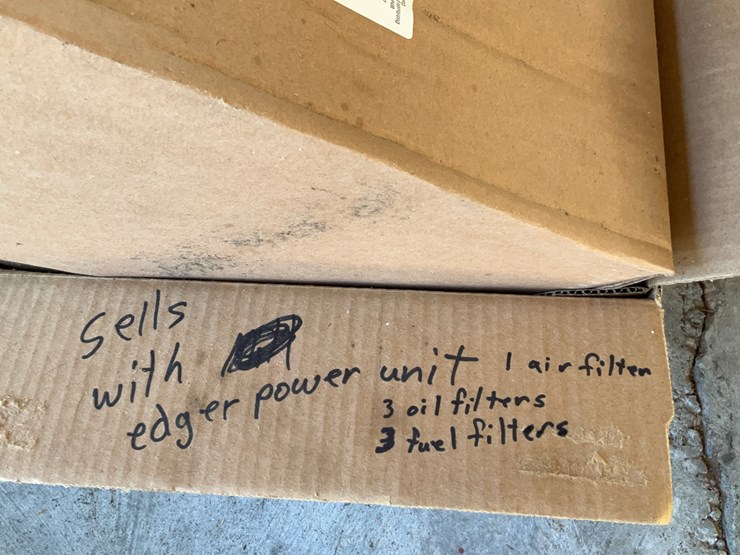 Sells
with
edger power unit
1 air filter
3 oil filters
3 fuel filters